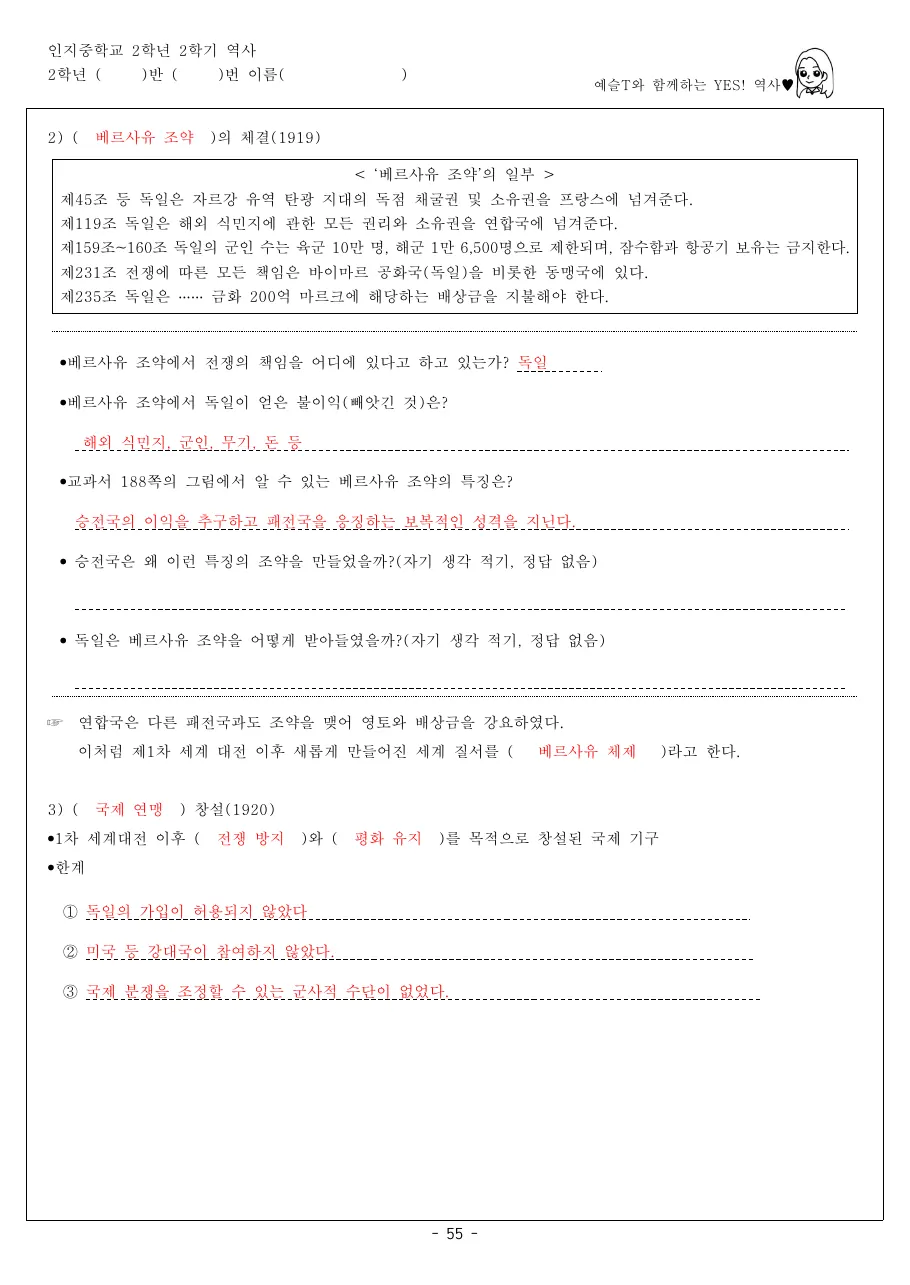 인지중학교 2학년 2학기 역사
2학년 (     )반 (     )번 이름(               )
예슬T와 함께하는 YES! 역사♥
2) ( 베르사유 조약 )의 체결(1919)
< ‘베르사유 조약’의 일부 >
제45조 등 독일은 자르강 유역 탄광 지대의 독점 채굴권 및 소유권을 프랑스에 넘겨준다.
제119조 독일은 해외 식민지에 관한 모든 권리와 소유권을 연합국에 넘겨준다.
제159조~160조 독일의 군인 수는 육군 10만 명, 해군 1만 6,500명으로 제한되며, 잠수함과 항공기 보유는 금지한다.
제231조 전쟁에 따른 모든 책임은 바이마르 공화국(독일)을 비롯한 동맹국에 있다.
제235조 독일은 …… 금화 200억 마르크에 해당하는 배상금을 지불해야 한다.
•베르사유 조약에서 전쟁의 책임을 어디에 있다고 하고 있는가? 독일
•베르사유 조약에서 독일이 얻은 불이익(빼앗긴 것)은?
해외 식민지, 군인, 무기, 돈 등
•교과서 188쪽의 그림에서 알 수 있는 베르사유 조약의 특징은?
승전국의 이익을 추구하고 패전국을 응징하는 보복적인 성격을 지닌다.
• 승전국은 왜 이런 특징의 조약을 만들었을까?(자기 생각 적기, 정답 없음)
• 독일은 베르사유 조약을 어떻게 받아들였을까?(자기 생각 적기, 정답 없음)
☞ 연합국은 다른 패전국과도 조약을 맺어 영토와 배상금을 강요하였다.
이처럼 제1차 세계 대전 이후 새롭게 만들어진 세계 질서를 ( 베르사유 체제 )라고 한다.
3) ( 국제 연맹 ) 창설(1920)
•1차 세계대전 이후 ( 전쟁 방지 )와 ( 평화 유지 )를 목적으로 창설된 국제 기구
•한계
① 독일의 가입이 허용되지 않았다
② 미국 등 강대국이 참여하지 않았다.
③ 국제 분쟁을 조정할 수 있는 군사적 수단이 없었다.
- 55 -